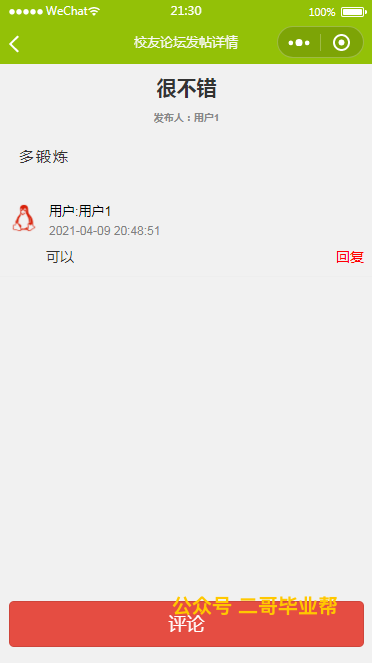 WeChat 21:30 100%
校友论坛发帖详情
很不错
发布人：用户1
多锻炼
用户:用户1
2021-04-09 20:48:51
可以 回复
公众号 二哥毕业帮
评论